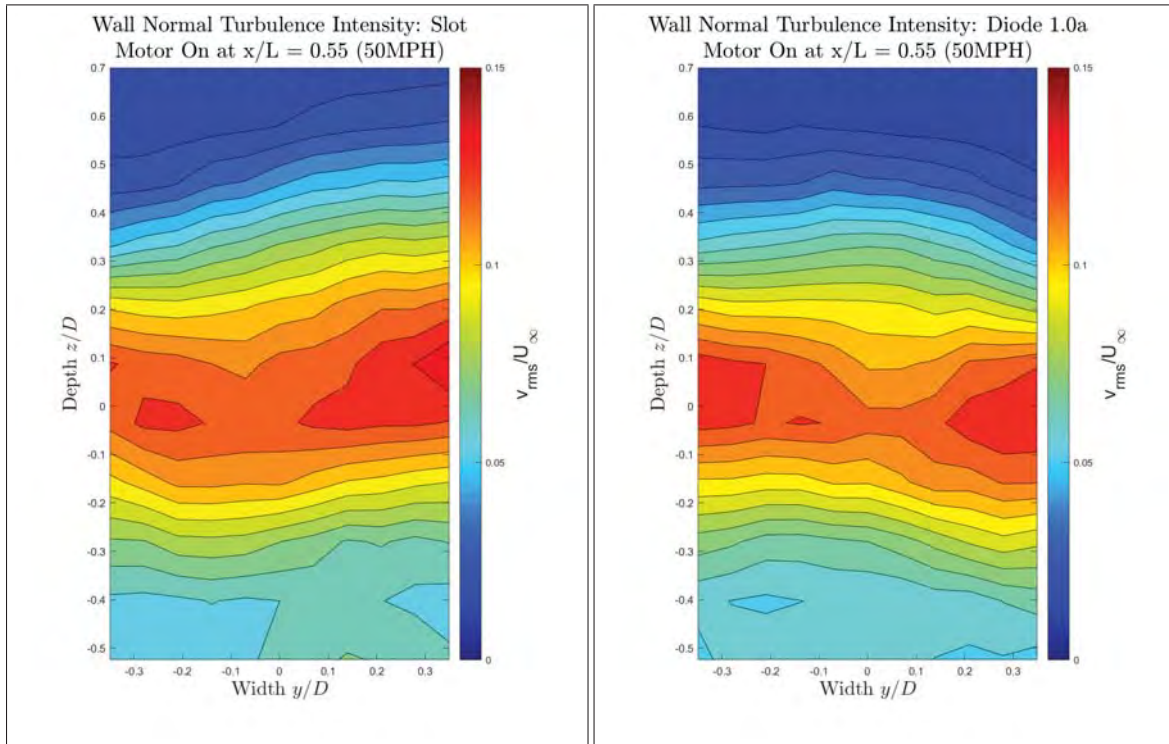 Wall Normal Turbulence Intensity: Slot
Motor On at x/L = 0.55 (50MPH)
0.7
0.6
0.5
0.4
0.3
0.2
0.1
0
-0.1
-0.2
-0.3
-0.4
-0.5
Depth z/D
-0.3 -0.2 -0.1 0 0.1 0.2 0.3
Width y/D
0.15
0.1
0.05
0
v_rms/U_∞
Wall Normal Turbulence Intensity: Diode 1.0a
Motor On at x/L = 0.55 (50MPH)
0.7
0.6
0.5
0.4
0.3
0.2
0.1
0
-0.1
-0.2
-0.3
-0.4
-0.5
Depth z/D
-0.3 -0.2 -0.1 0 0.1 0.2 0.3
Width y/D
0.15
0.1
0.05
0
v_rms/U_∞